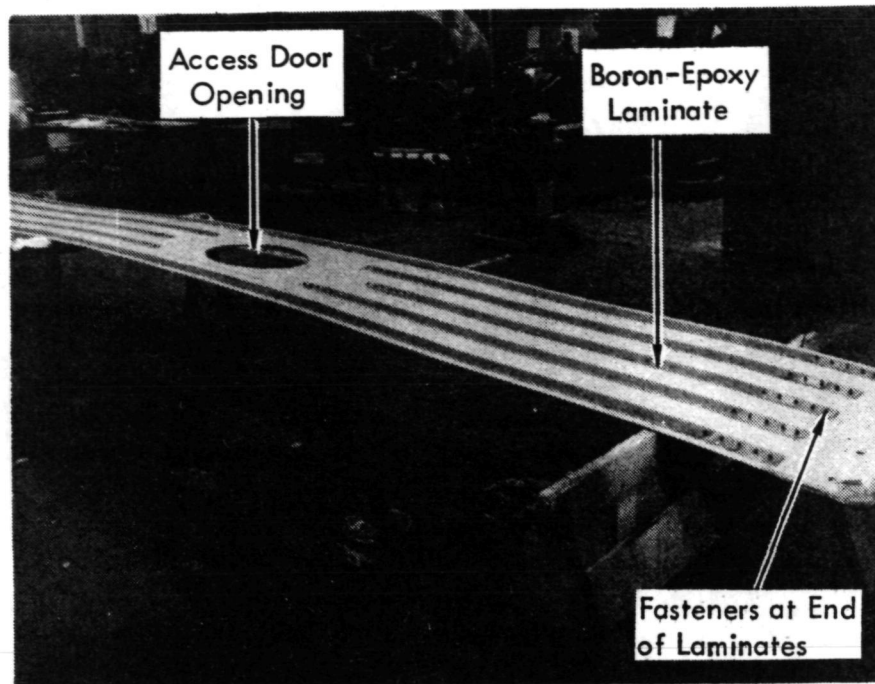 Access Door
Opening
Boron-Epoxy
Laminate
Fasteners at End
of Laminates